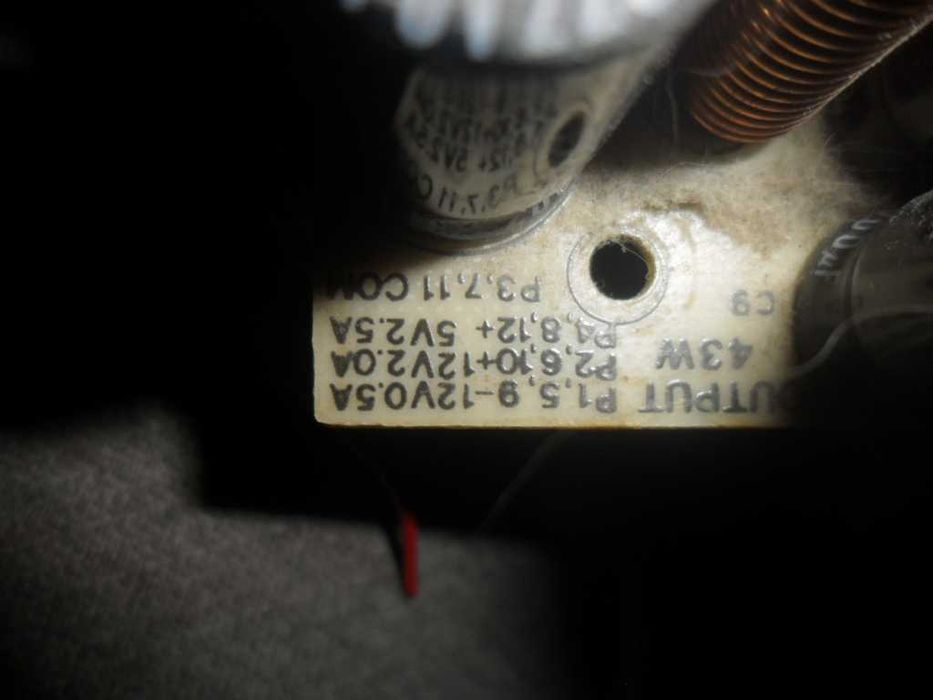 OUTPUT P1,5,9-12V0.5A
43W P2,6,10+12V2.0A
P4,8,12+ 5V2.5A
C9 P3,7,11 COM